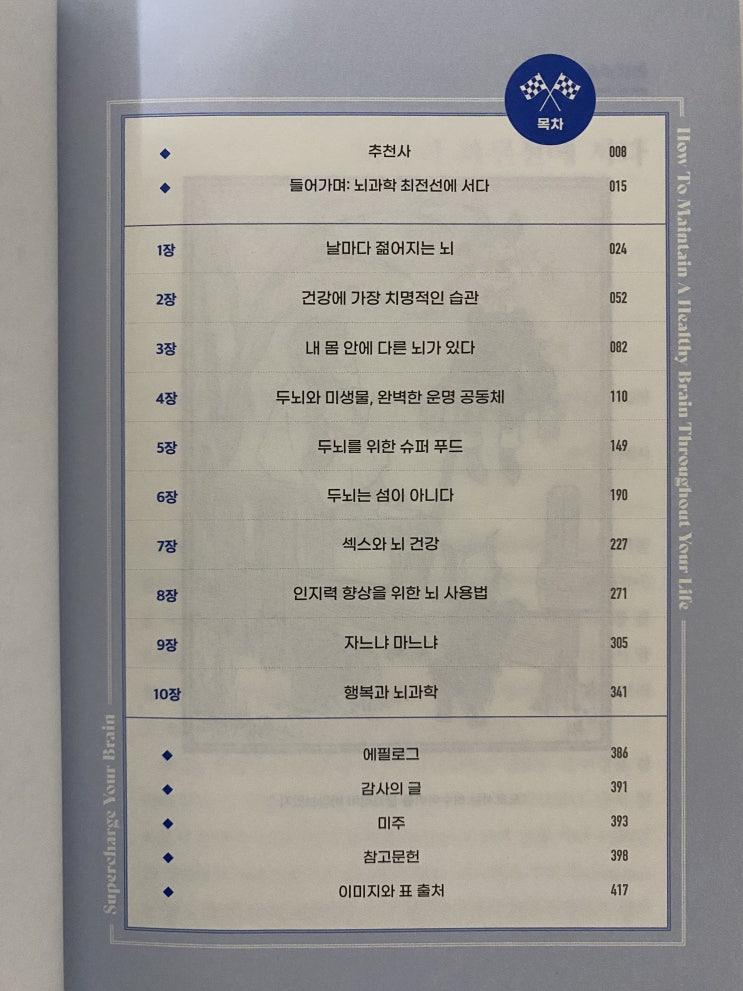 목차
◆ 추천사 008
◆ 들어가며: 뇌과학 최전선에 서다 015
1장 날마다 젊어지는 뇌 024
2장 건강에 가장 치명적인 습관 052
3장 내 몸 안에 다른 뇌가 있다 082
4장 두뇌와 미생물, 완벽한 운명 공동체 110
5장 두뇌를 위한 슈퍼 푸드 149
6장 두뇌는 섬이 아니다 190
7장 섹스와 뇌 건강 227
8장 인지력 향상을 위한 뇌 사용법 271
9장 자느냐 마느냐 305
10장 행복과 뇌과학 341
◆ 에필로그 386
◆ 감사의 글 391
◆ 미주 393
◆ 참고문헌 398
◆ 이미지와 표 출처 417
How To Maintain A Healthy Brain Throughout Your Life
Supercharge Your Brain